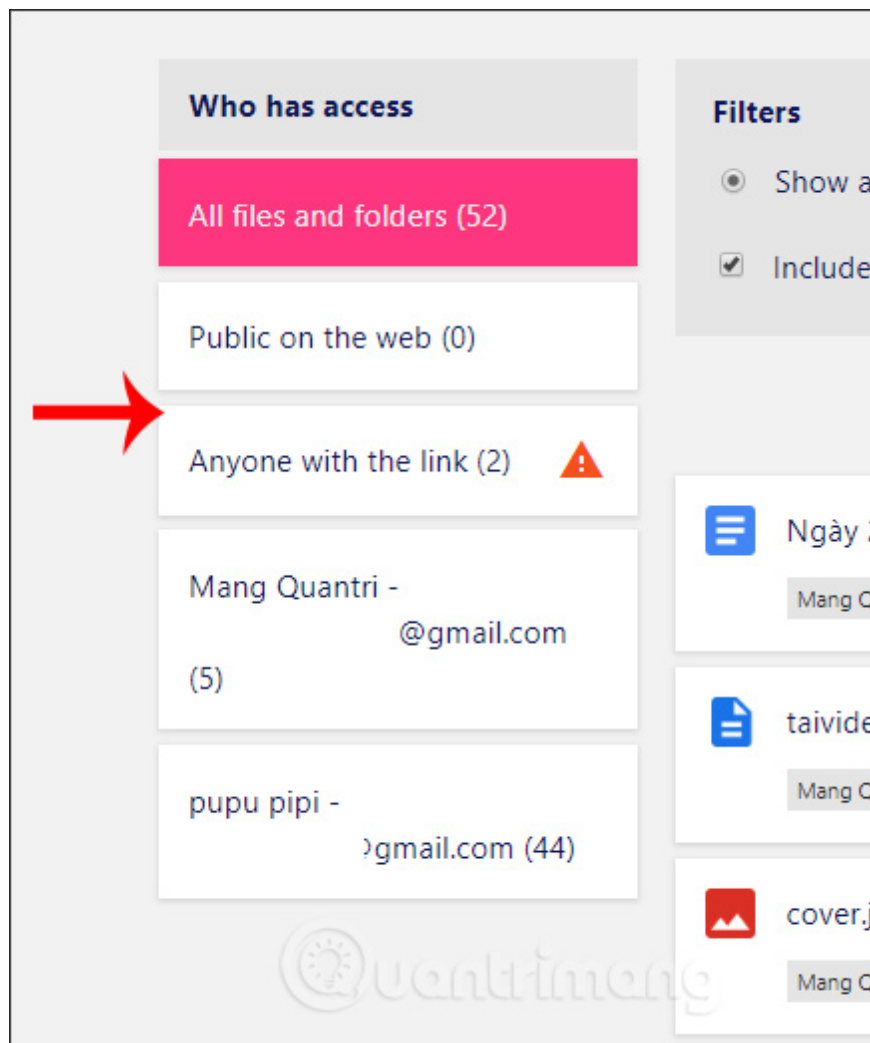 Who has access
All files and folders (52)
Public on the web (0)
Anyone with the link (2)
Mang Quantri -
@gmail.com
(5)
pupu pipi -
gmail.com (44)
Filters
Show a
Include
Ngày
Mang Q
taivide
Mang Q
cover.j
Mang Q
Quantrimang